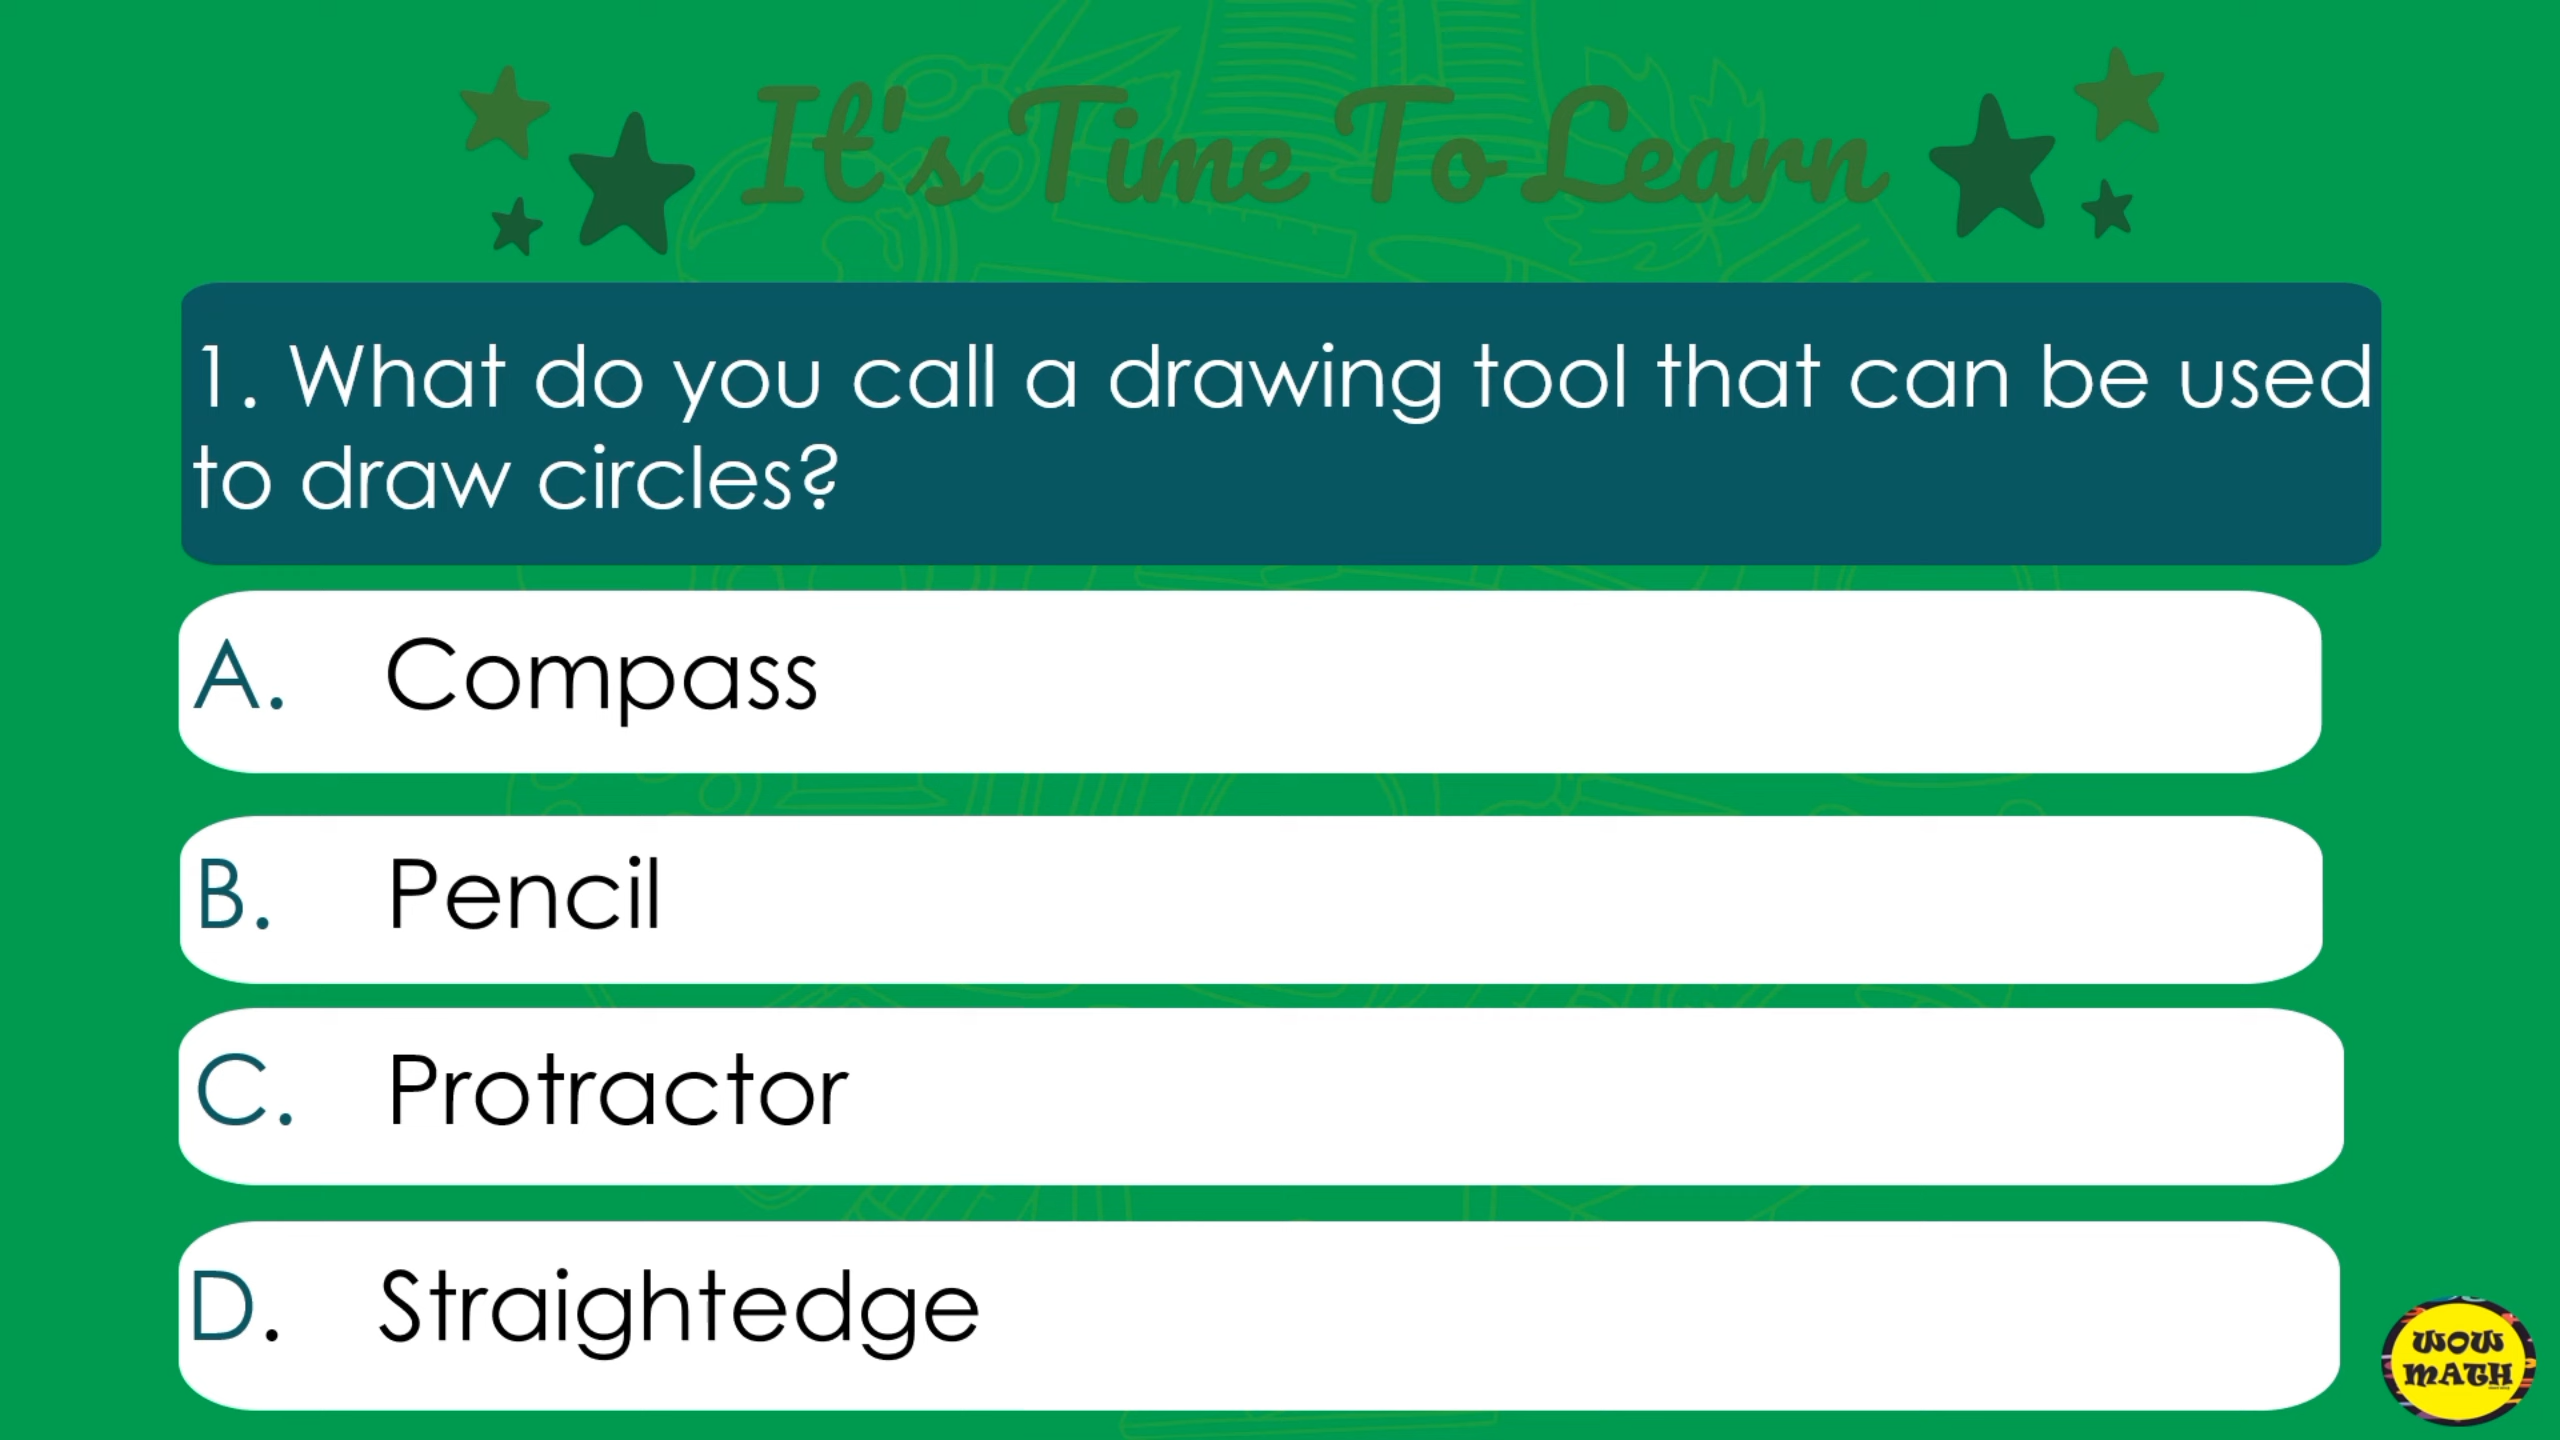 It's Time To Learn
1. What do you call a drawing tool that can be used
to draw circles?
A. Compass
B. Pencil
C. Protractor
D. Straightedge
WOW
MATH